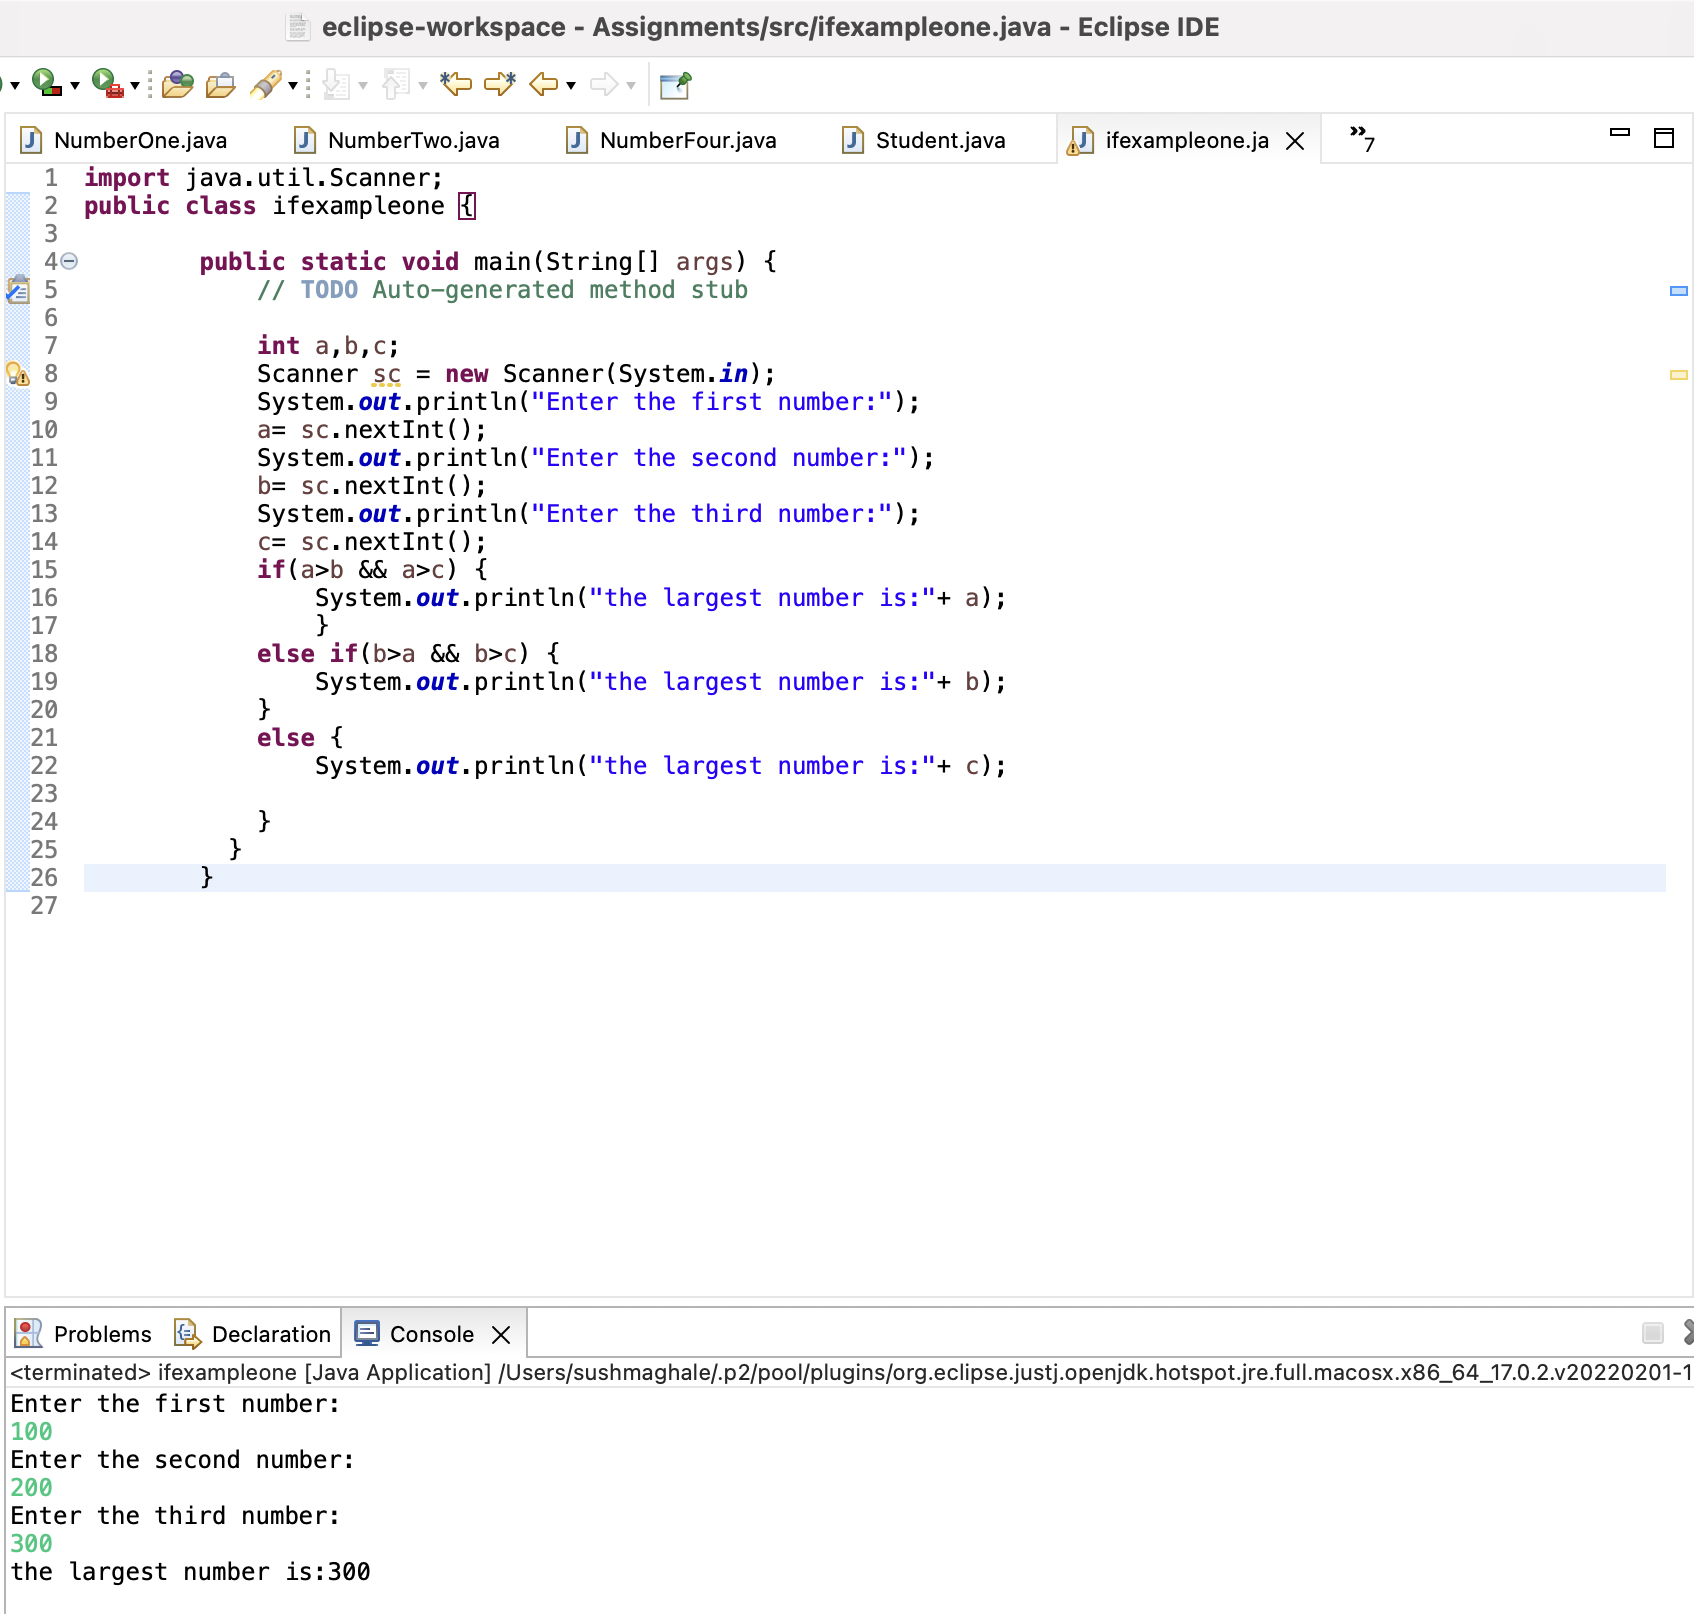 eclipse-workspace - Assignments/src/ifexampleone.java - Eclipse IDE
NumberOne.java NumberTwo.java NumberFour.java Student.java ifexampleone.ja »7
1 import java.util.Scanner;
2 public class ifexampleone {
3
4 public static void main(String[] args) {
5 // TODO Auto-generated method stub
6
7 int a,b,c;
8 Scanner sc = new Scanner(System.in);
9 System.out.println("Enter the first number:");
10 a= sc.nextInt();
11 System.out.println("Enter the second number:");
12 b= sc.nextInt();
13 System.out.println("Enter the third number:");
14 c= sc.nextInt();
15 if(a>b && a>c) {
16 System.out.println("the largest number is:"+ a);
17 }
18 else if(b>a && b>c) {
19 System.out.println("the largest number is:"+ b);
20 }
21 else {
22 System.out.println("the largest number is:"+ c);
23
24 }
25 }
26 }
27
Problems Declaration Console
<terminated> ifexampleone [Java Application] /Users/sushmaghale/.p2/pool/plugins/org.eclipse.justj.openjdk.hotspot.jre.full.macosx.x86_64_17.0.2.v20220201-1
Enter the first number:
100
Enter the second number:
200
Enter the third number:
300
the largest number is:300